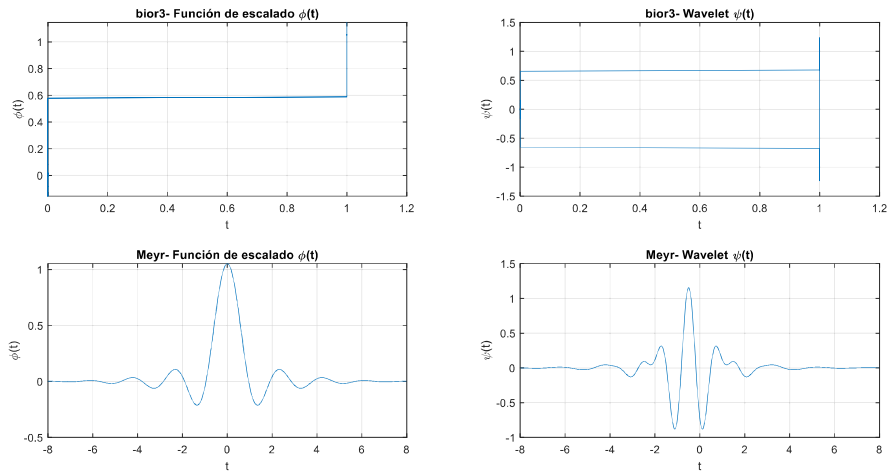 bior3- Función de escalado ϕ(t)
1
0.8
0.6
0.4
0.2
0
ϕ(t)
0 0.2 0.4 0.6 0.8 1 1.2
t
bior3- Wavelet ψ(t)
1.5
1
0.5
0
-0.5
-1
-1.5
ψ(t)
0 0.2 0.4 0.6 0.8 1 1.2
t
Meyr- Función de escalado ϕ(t)
1
0.5
0
-0.5
ϕ(t)
-8 -6 -4 -2 0 2 4 6 8
t
Meyr- Wavelet ψ(t)
1.5
1
0.5
0
-0.5
-1
ψ(t)
-8 -6 -4 -2 0 2 4 6 8
t